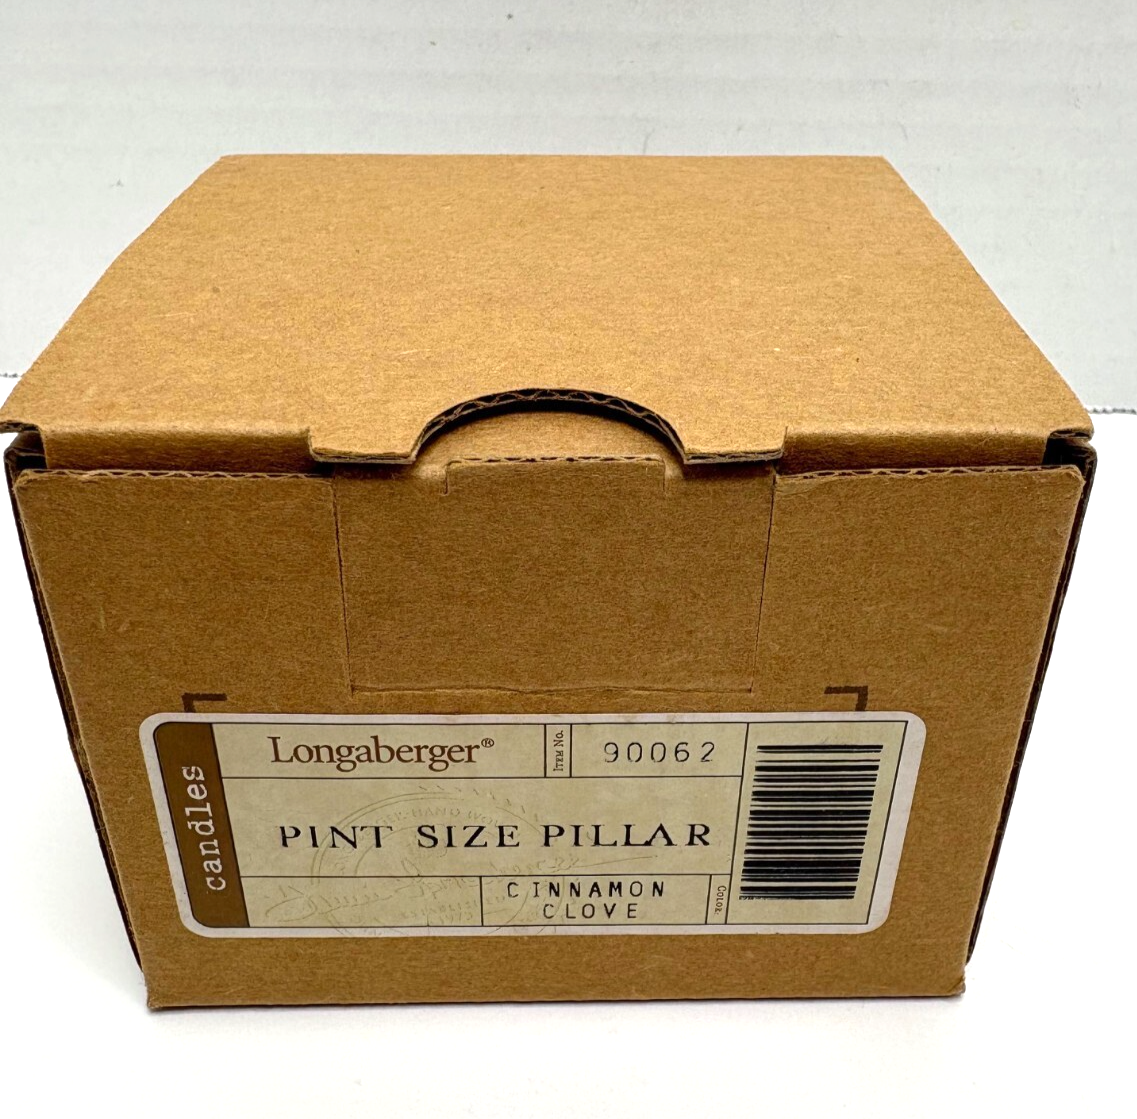 candles
Longaberger®
ITEM NO.
90062
PINT SIZE PILLAR
CINNAMON
CLOVE
COLOR